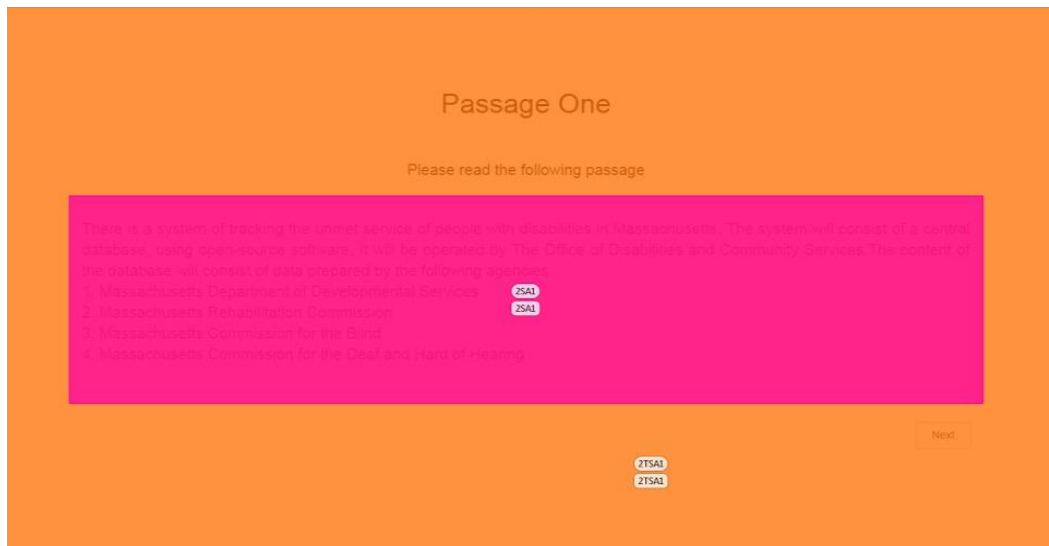 Passage One
Please read the following passage
There is a system of tracking the unmet service of people with disabilities in Massachusetts. The system will consist of a central
database, using open-source software, it will be operated by The Office of Disabilities and Community Services.The content of
the database will consist of data prepared by the following agencies
1. Massachusetts Department of Developmental Services
2SA1
2. Massachusetts Rehabilitation Commission
2SA1
3. Massachusetts Commission for the Blind
4. Massachusetts Commission for the Deaf and Hard of Hearing
Next
2TSA1
2TSA1